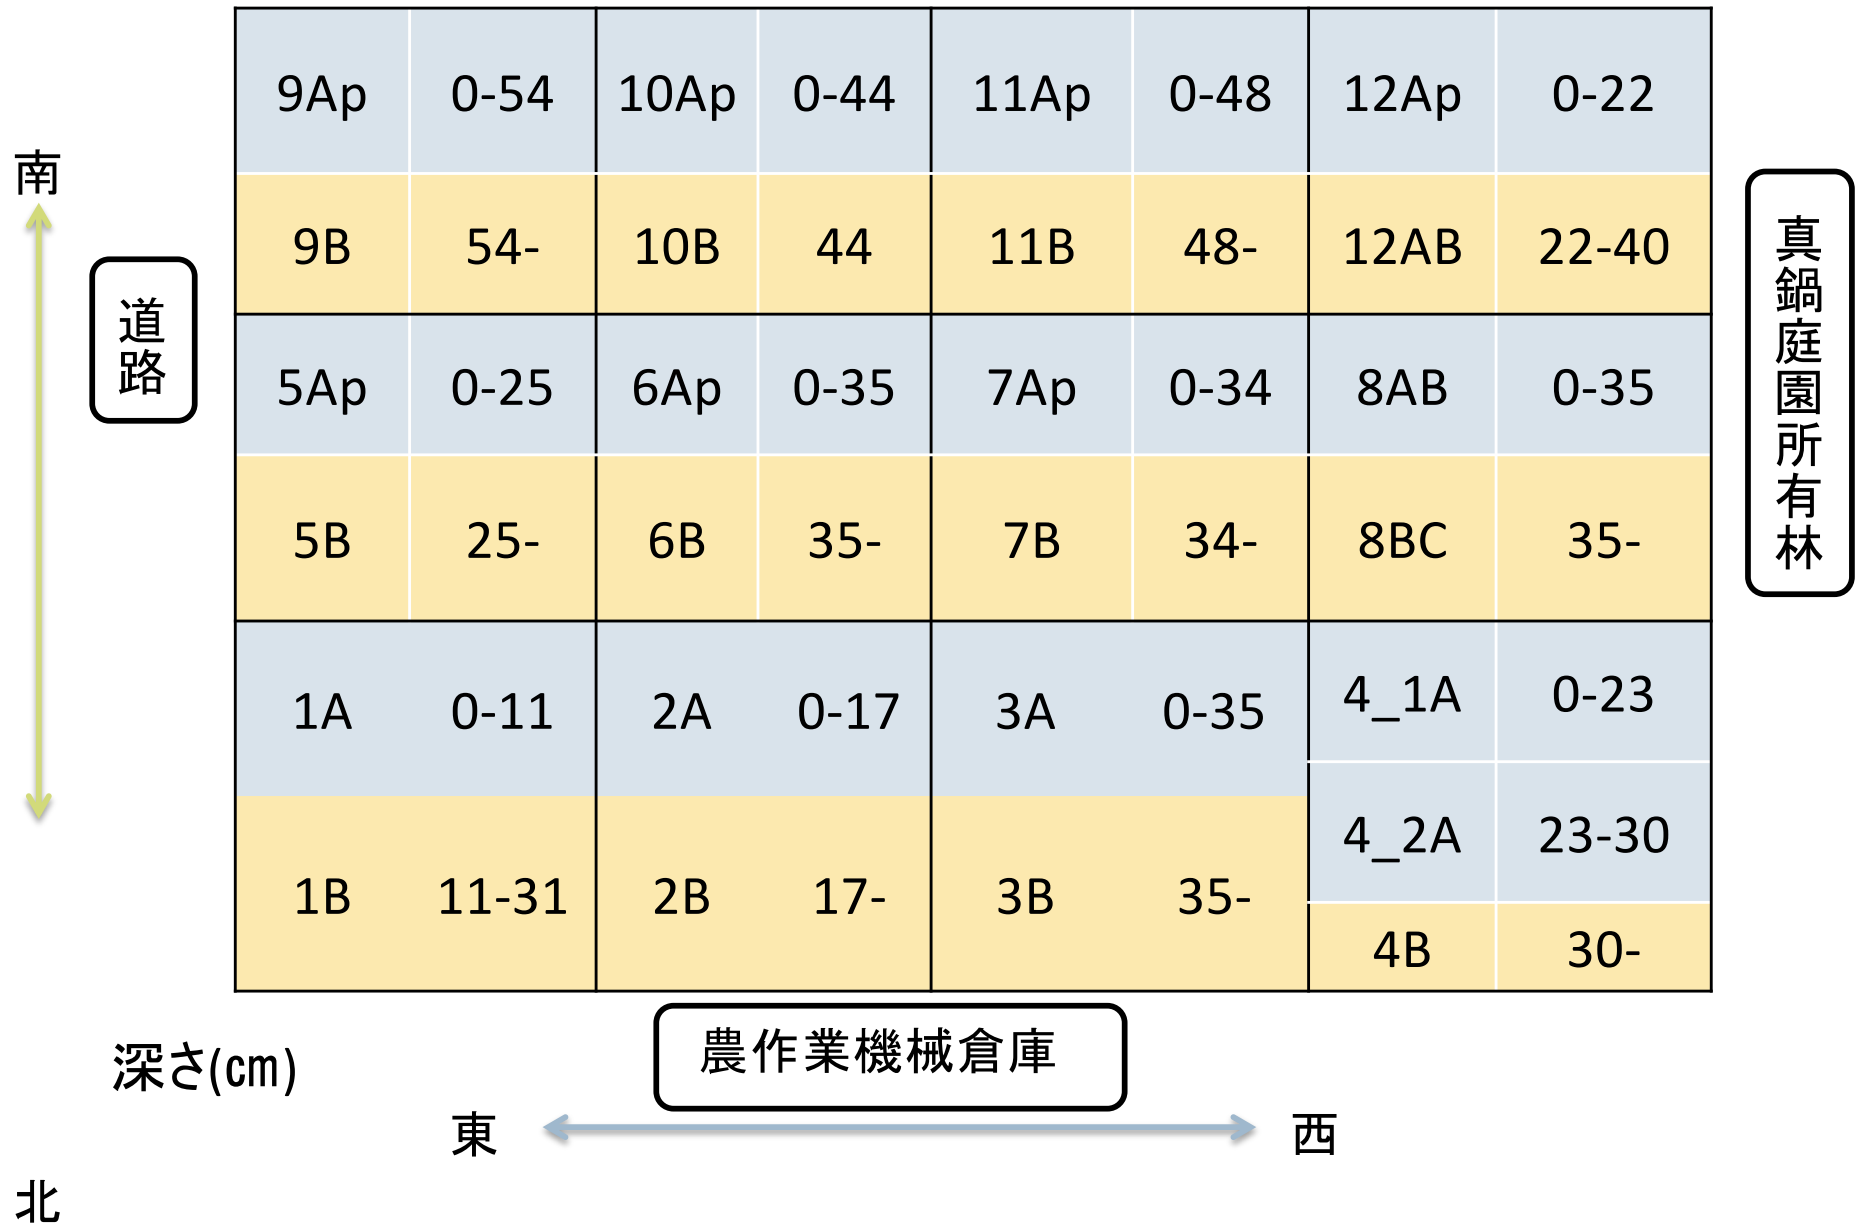 9Ap 0-54 10Ap 0-44 11Ap 0-48 12Ap 0-22
南
9B 54- 10B 44 11B 48- 12AB 22-40
道路
真鍋庭園所有林
5Ap 0-25 6Ap 0-35 7Ap 0-34 8AB 0-35
5B 25- 6B 35- 7B 34- 8BC 35-
1A 0-11 2A 0-17 3A 0-35 4_1A 0-23
4_2A 23-30
1B 11-31 2B 17- 3B 35-
4B 30-
農作業機械倉庫
深さ(㎝)
東 西
北